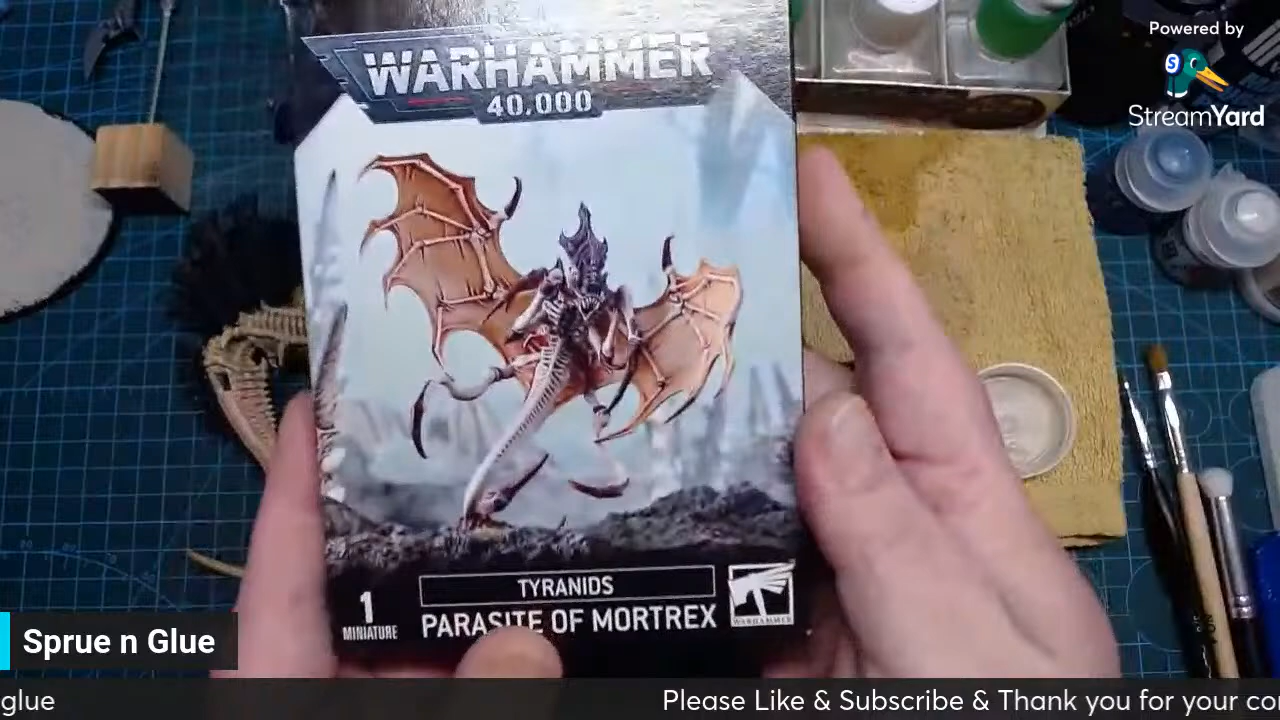 Powered by
StreamYard
WARHAMMER
40,000
TYRANIDS
1
MINIATURE
PARASITE OF MORTREX
WARHAMMER
Sprue n Glue
glue
Please Like & Subscribe & Thank you for your